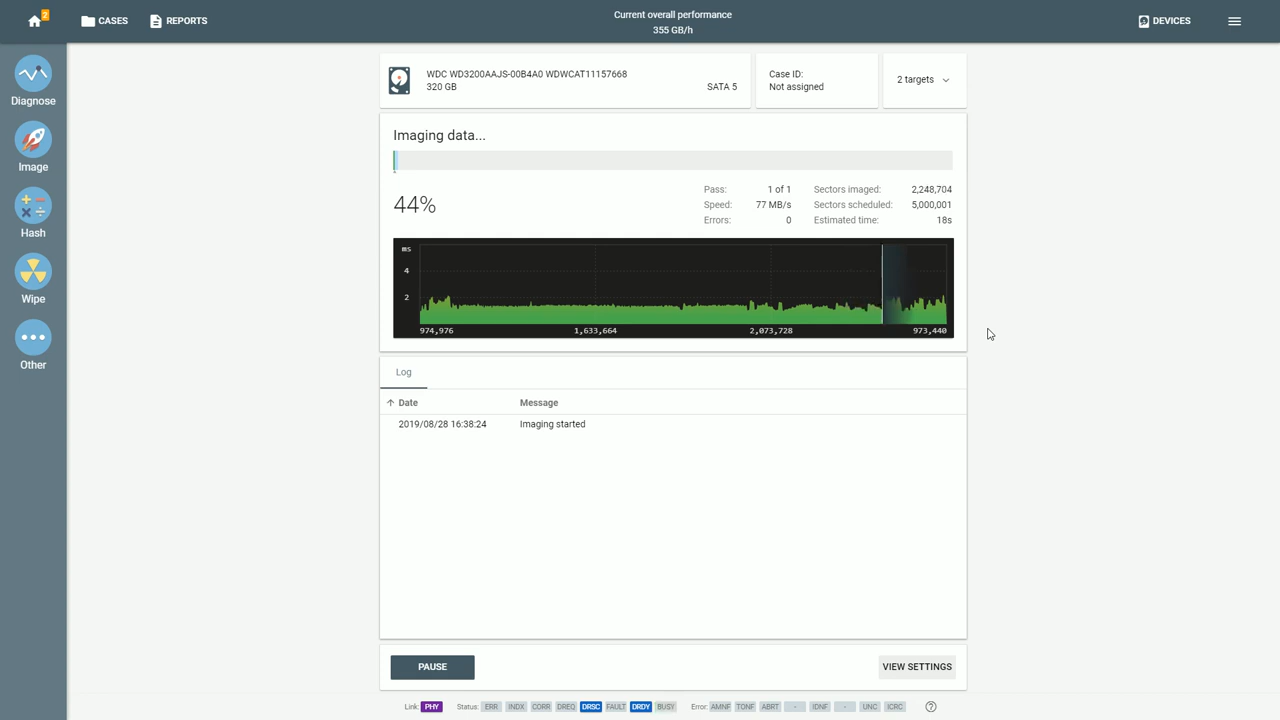 2
CASES
REPORTS
Current overall performance
355 GB/h
DEVICES
Diagnose
Image
Hash
Wipe
Other
WDC WD3200AAJS-00B4A0 WDWCAT11157668
320 GB
SATA 5
Case ID:
Not assigned
2 targets
Imaging data...
44%
Pass: 1 of 1
Speed: 77 MB/s
Errors: 0
Sectors imaged: 2,248,704
Sectors scheduled: 5,000,001
Estimated time: 18s
ms
4
2
974,976 1,633,664 2,073,728 973,440
Log
Date Message
2019/08/28 16:38:24 Imaging started
PAUSE
VIEW SETTINGS
Link: PHY Status: ERR INDX CORR DREQ DRSC FAULT DRDY BUSY Error: AMNF TONF ABRT - IDNF - UNC ICRC ?